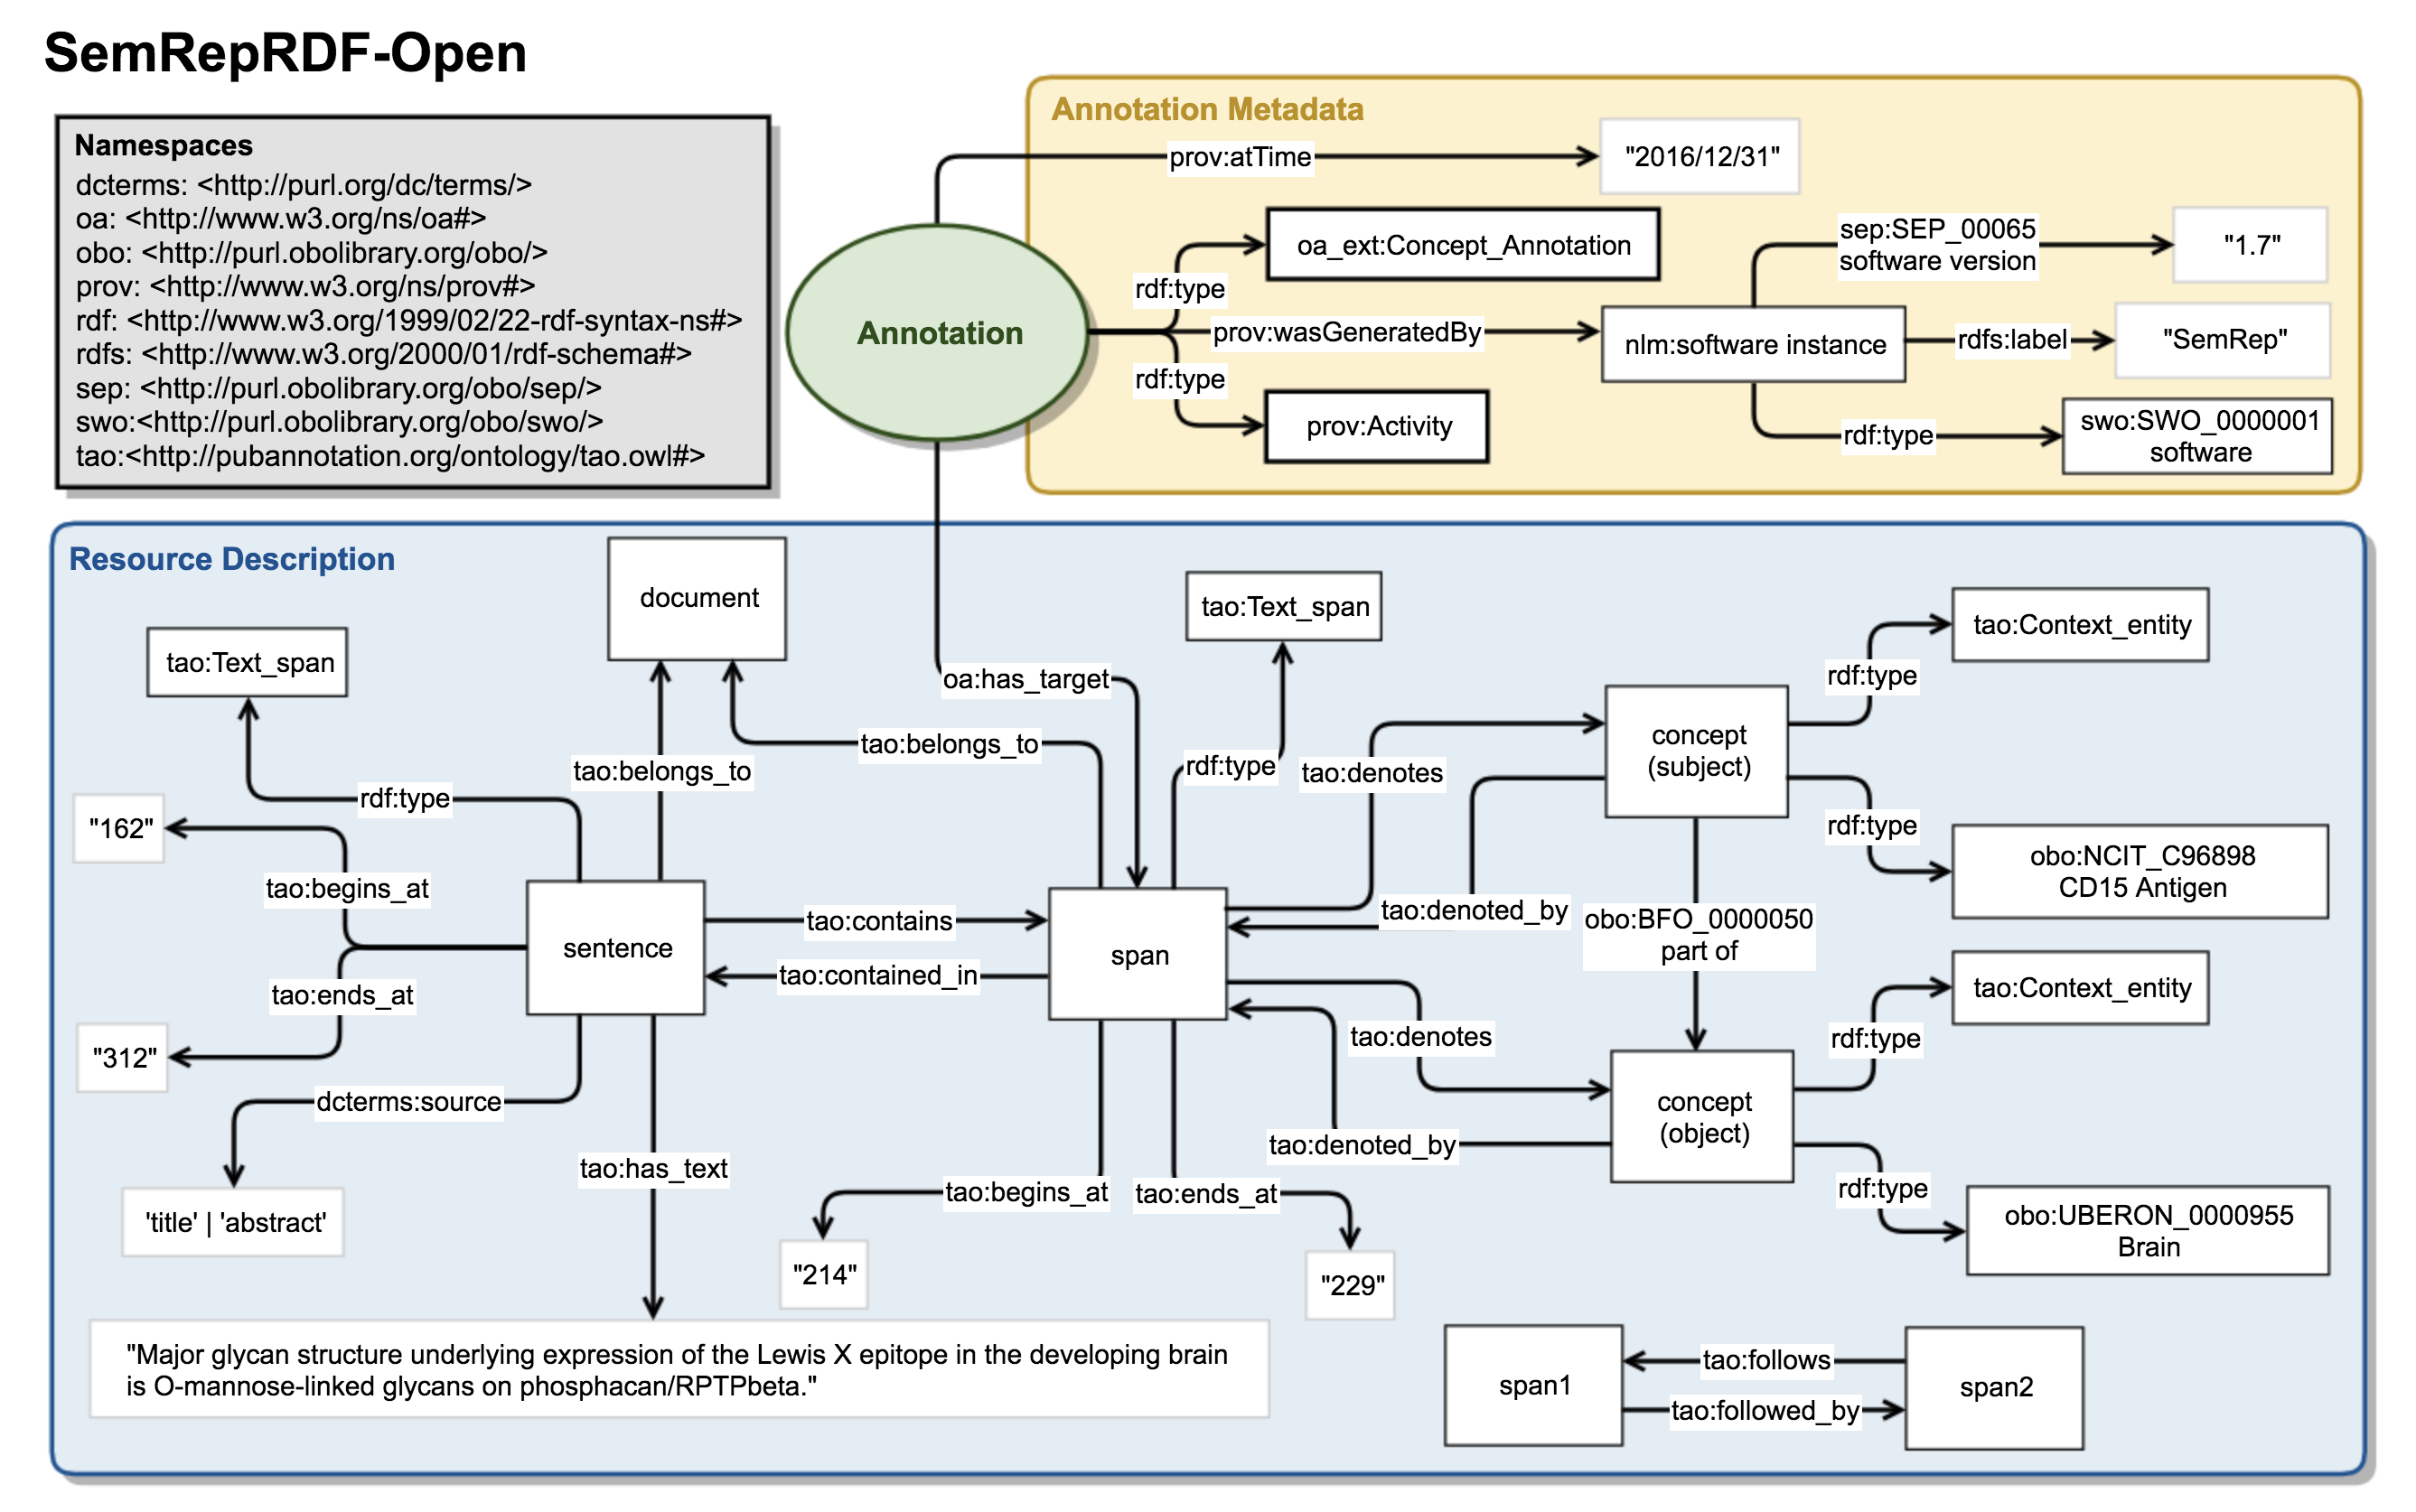 SemRepRDF-Open
Namespaces
dcterms: <http://purl.org/dc/terms/>
oa: <http://www.w3.org/ns/oa#>
obo: <http://purl.obolibrary.org/obo/>
prov: <http://www.w3.org/ns/prov#>
rdf: <http://www.w3.org/1999/02/22-rdf-syntax-ns#>
rdfs: <http://www.w3.org/2000/01/rdf-schema#>
sep: <http://purl.obolibrary.org/obo/sep/>
swo:<http://purl.obolibrary.org/obo/swo/>
tao:<http://pubannotation.org/ontology/tao.owl#>
Annotation
Annotation Metadata
prov:atTime
"2016/12/31"
rdf:type
oa_ext:Concept_Annotation
prov:wasGeneratedBy
rdf:type
prov:Activity
nlm:software instance
sep:SEP_00065
software version
"1.7"
rdfs:label
"SemRep"
rdf:type
swo:SWO_0000001
software
Resource Description
document
tao:Text_span
tao:Text_span
oa:has_target
tao:belongs_to
tao:belongs_to
rdf:type
rdf:type
"162"
tao:begins_at
tao:ends_at
"312"
sentence
tao:contains
tao:contained_in
span
dcterms:source
'title' | 'abstract'
tao:has_text
"Major glycan structure underlying expression of the Lewis X epitope in the developing brain
is O-mannose-linked glycans on phosphacan/RPTPbeta."
tao:begins_at
"214"
tao:ends_at
"229"
tao:denotes
tao:denoted_by
concept
(subject)
rdf:type
tao:Context_entity
rdf:type
obo:NCIT_C96898
CD15 Antigen
obo:BFO_0000050
part of
tao:denotes
tao:denoted_by
concept
(object)
rdf:type
tao:Context_entity
rdf:type
obo:UBERON_0000955
Brain
span1
tao:follows
tao:followed_by
span2